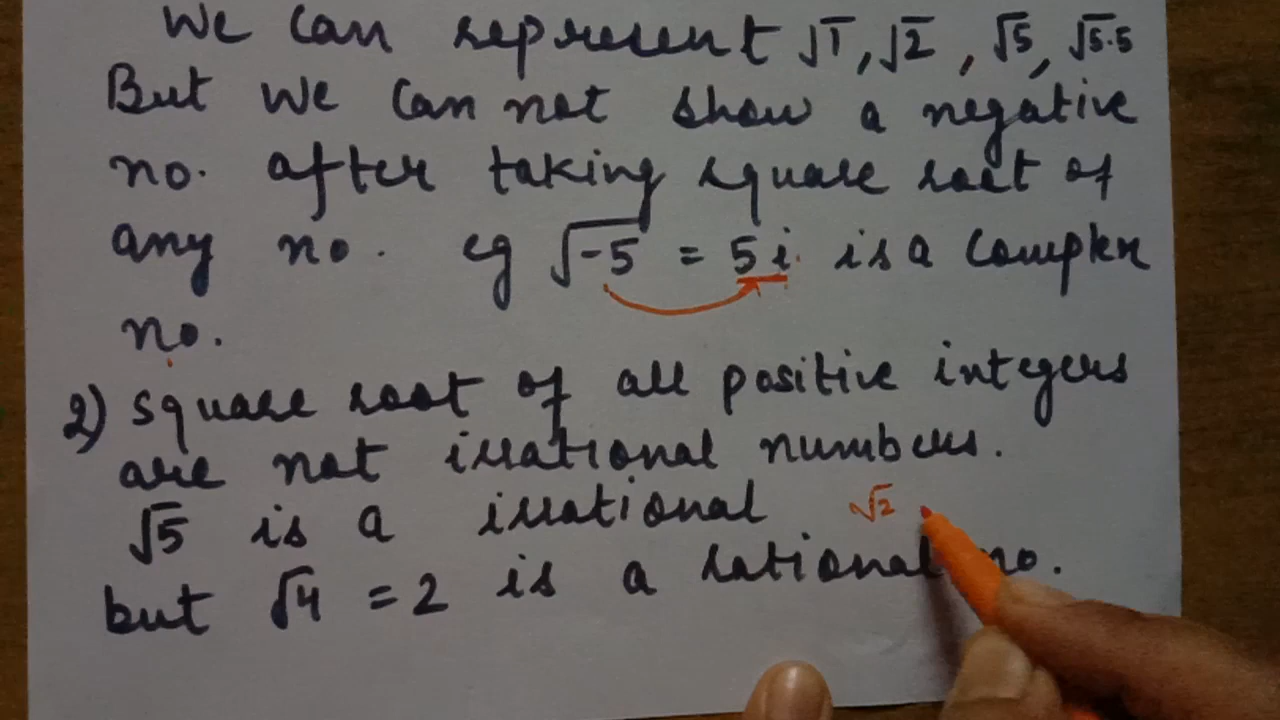 We can represent √1, √2, √5, √5.5
But we can not show a negative
no. after taking square root of
any no. eg √-5 = 5i is a complex
no.
2) square root of all positive integers
are not irrational numbers.
√5 is a irrational √2
but √4 = 2 is a rational no.